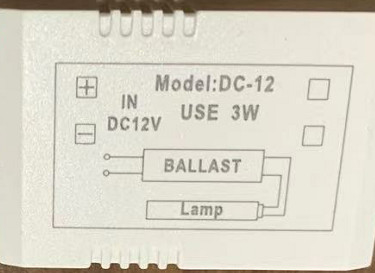 Model:DC-12
+ IN
- DC12V
USE 3W
BALLAST
Lamp